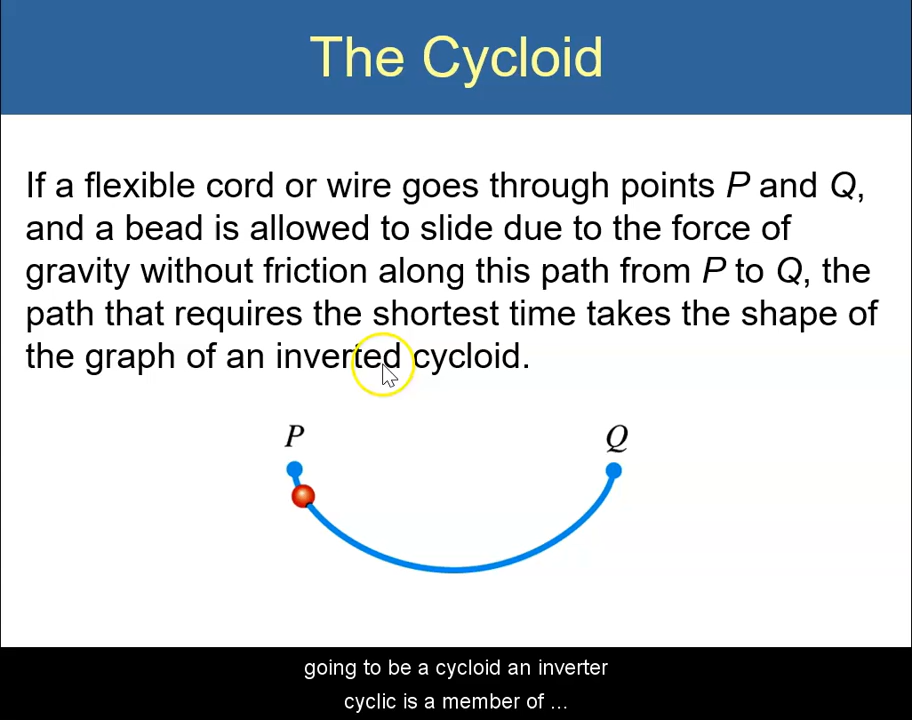 The Cycloid
If a flexible cord or wire goes through points P and Q,
and a bead is allowed to slide due to the force of
gravity without friction along this path from P to Q, the
path that requires the shortest time takes the shape of
the graph of an inverted cycloid.
P
Q
going to be a cycloid an inverter
cyclic is a member of ...